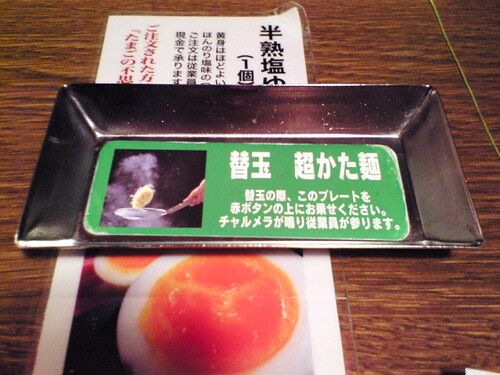 半熟塩ゆ
(1個
黄身はほどよい
ほんのり塩味の
ご注文は従業員
現金で承ります
ご注文された方
『たまごの不思
替玉 超かた麺
替玉の際、このプレートを
赤ボタンの上にお乗せください。
チャルメラが鳴り従業員が参ります。